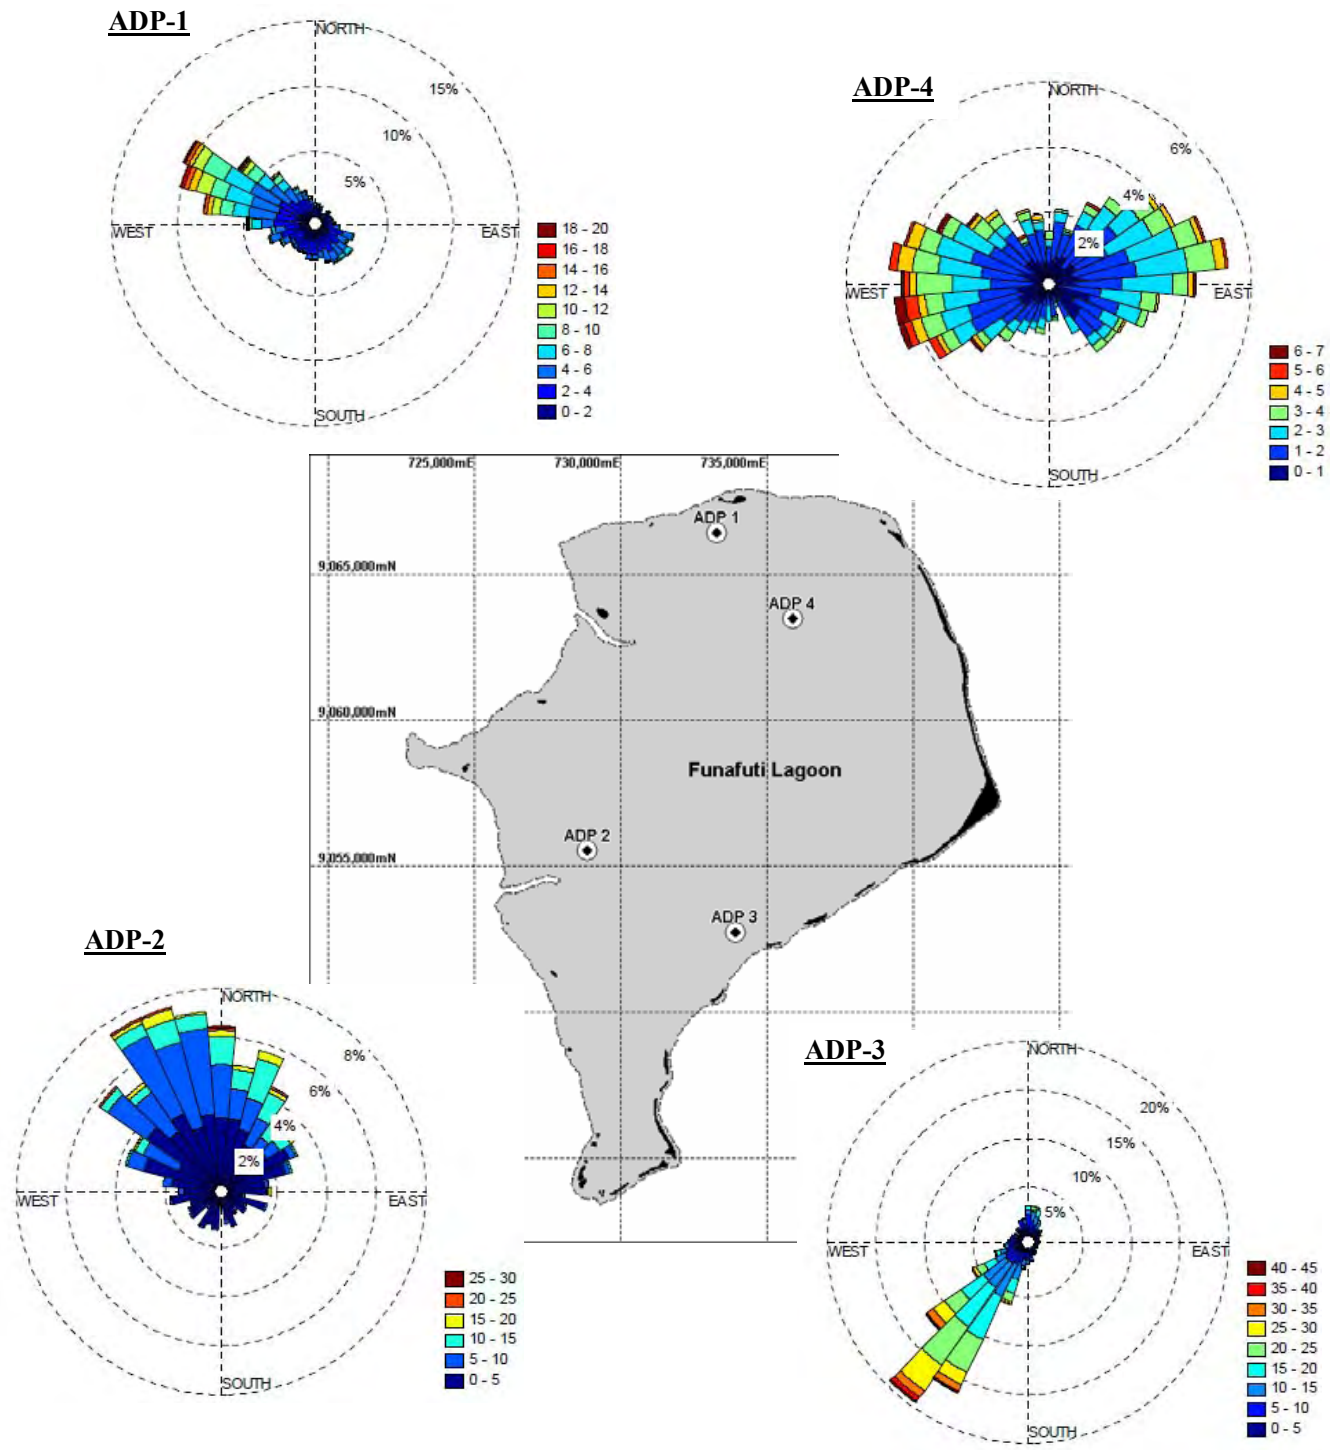 ADP-1
NORTH
15%
10%
5%
WEST
EAST
SOUTH
18 - 20
16 - 18
14 - 16
12 - 14
10 - 12
8 - 10
6 - 8
4 - 6
2 - 4
0 - 2
ADP-4
NORTH
6%
4%
2%
WEST
EAST
SOUTH
6 - 7
5 - 6
4 - 5
3 - 4
2 - 3
1 - 2
0 - 1
725,000mE
730,000mE
735,000mE
ADP 1
9,065,000mN
ADP 4
9,060,000mN
Funafuti Lagoon
ADP 2
9,055,000mN
ADP 3
ADP-2
NORTH
8%
6%
4%
2%
WEST
EAST
SOUTH
25 - 30
20 - 25
15 - 20
10 - 15
5 - 10
0 - 5
ADP-3
NORTH
20%
15%
10%
5%
WEST
EAST
SOUTH
40 - 45
35 - 40
30 - 35
25 - 30
20 - 25
15 - 20
10 - 15
5 - 10
0 - 5